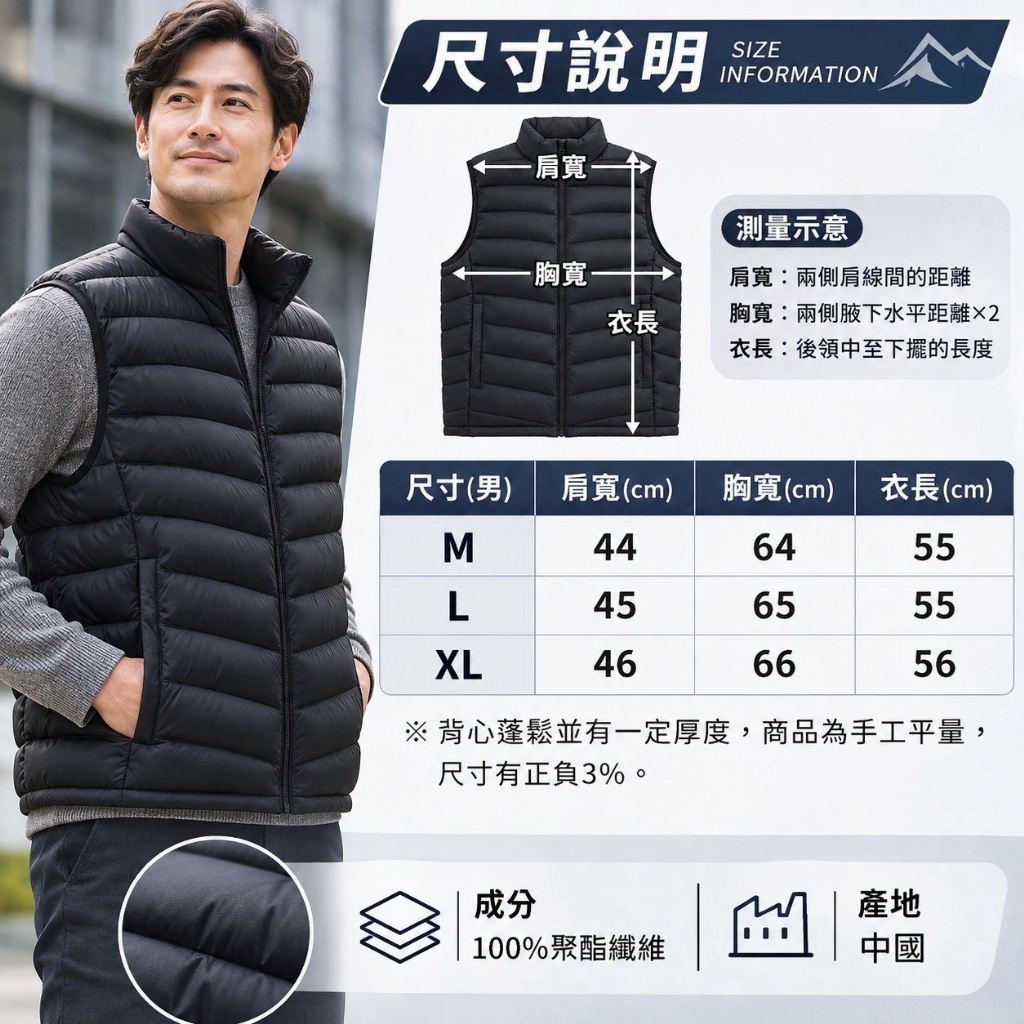 尺寸說明
SIZE
INFORMATION
肩寬
胸寬
衣長
測量示意
肩寬：兩側肩線間的距離
胸寬：兩側腋下水平距離×2
衣長：後領中至下擺的長度
尺寸(男) 肩寬(cm) 胸寬(cm) 衣長(cm)
M 44 64 55
L 45 65 55
XL 46 66 56
※ 背心蓬鬆並有一定厚度，商品為手工平量，
尺寸有正負3%。
成分
100%聚酯纖維
產地
中國